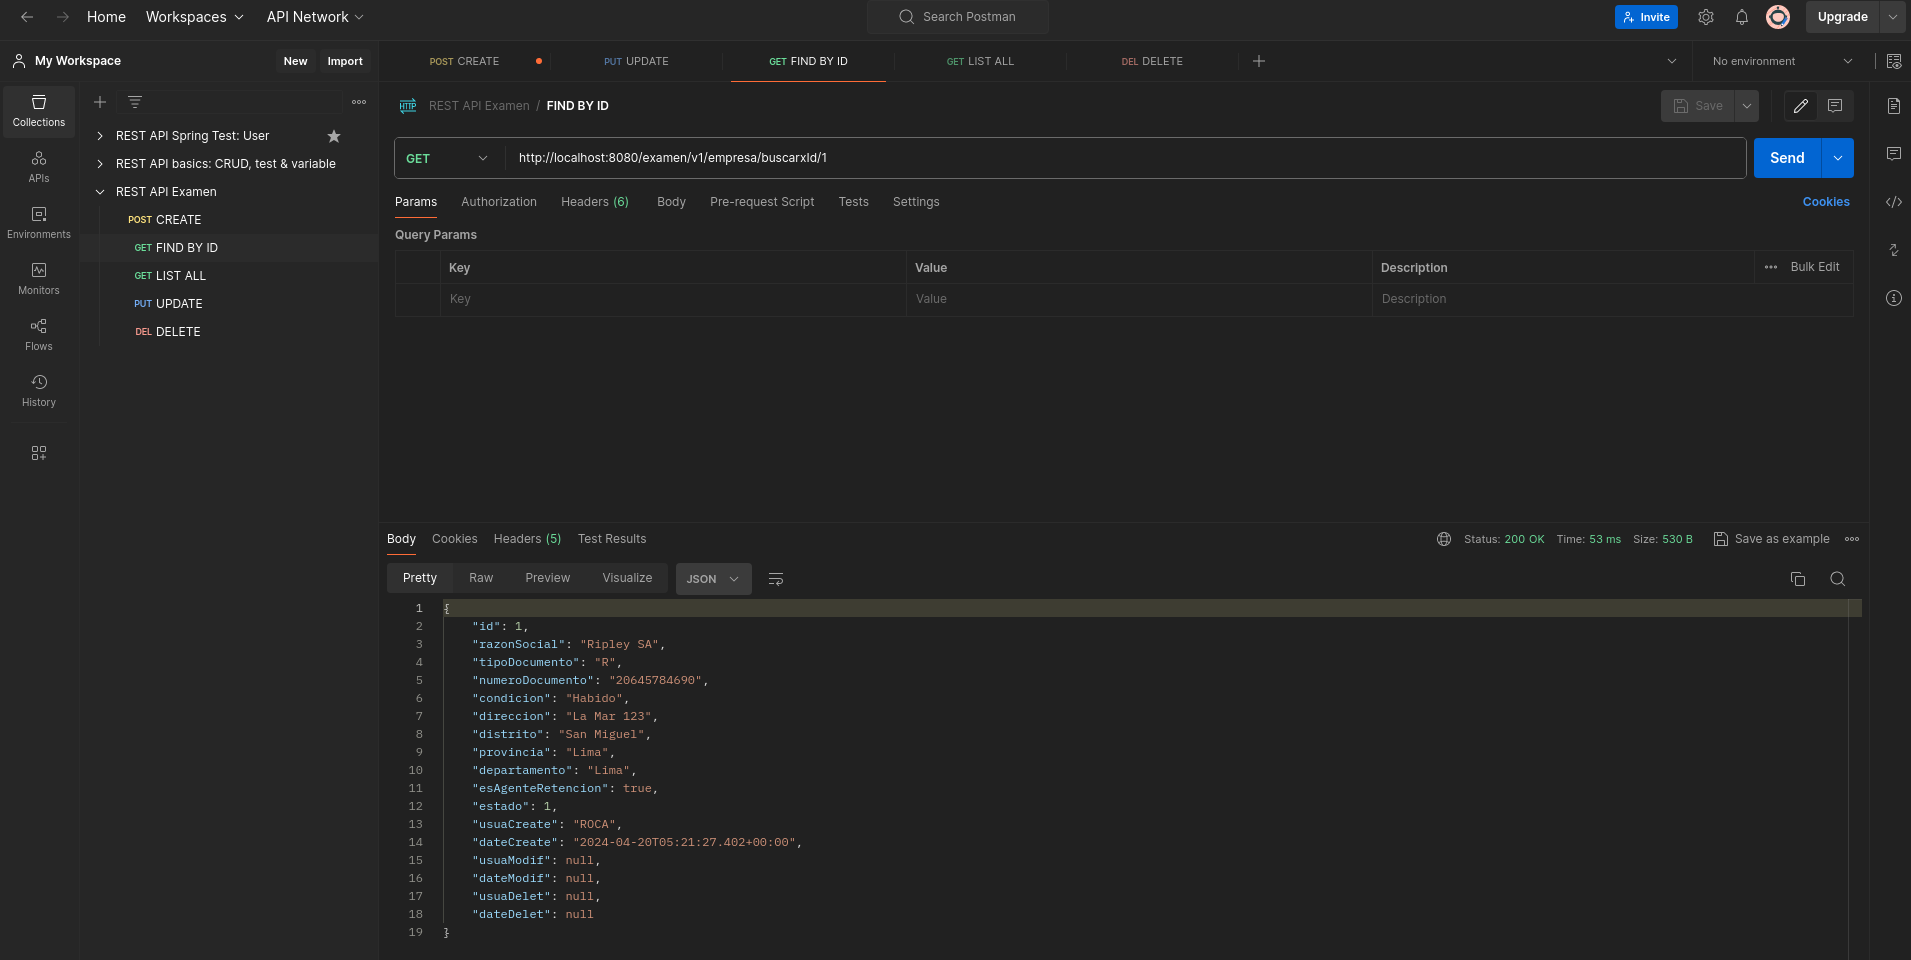 Home Workspaces API Network Search Postman Invite Upgrade
My Workspace New Import POST CREATE PUT UPDATE GET FIND BY ID GET LIST ALL DEL DELETE No environment
Collections
APIs
Environments
Monitors
Flows
History
REST API Spring Test: User
REST API basics: CRUD, test & variable
REST API Examen
POST CREATE
GET FIND BY ID
GET LIST ALL
PUT UPDATE
DEL DELETE
HTTP REST API Examen / FIND BY ID Save
GET http://localhost:8080/examen/v1/empresa/buscarxId/1 Send
Params Authorization Headers (6) Body Pre-request Script Tests Settings Cookies
Query Params
Key Value Description Bulk Edit
Key Value Description
Body Cookies Headers (5) Test Results Status: 200 OK Time: 53 ms Size: 530 B Save as example
Pretty Raw Preview Visualize JSON
1 {
2 "id": 1,
3 "razonSocial": "Ripley SA",
4 "tipoDocumento": "R",
5 "numeroDocumento": "20645784690",
6 "condicion": "Habido",
7 "direccion": "La Mar 123",
8 "distrito": "San Miguel",
9 "provincia": "Lima",
10 "departamento": "Lima",
11 "esAgenteRetencion": true,
12 "estado": 1,
13 "usuaCreate": "ROCA",
14 "dateCreate": "2024-04-20T05:21:27.402+00:00",
15 "usuaModif": null,
16 "dateModif": null,
17 "usuaDelet": null,
18 "dateDelet": null
19 }